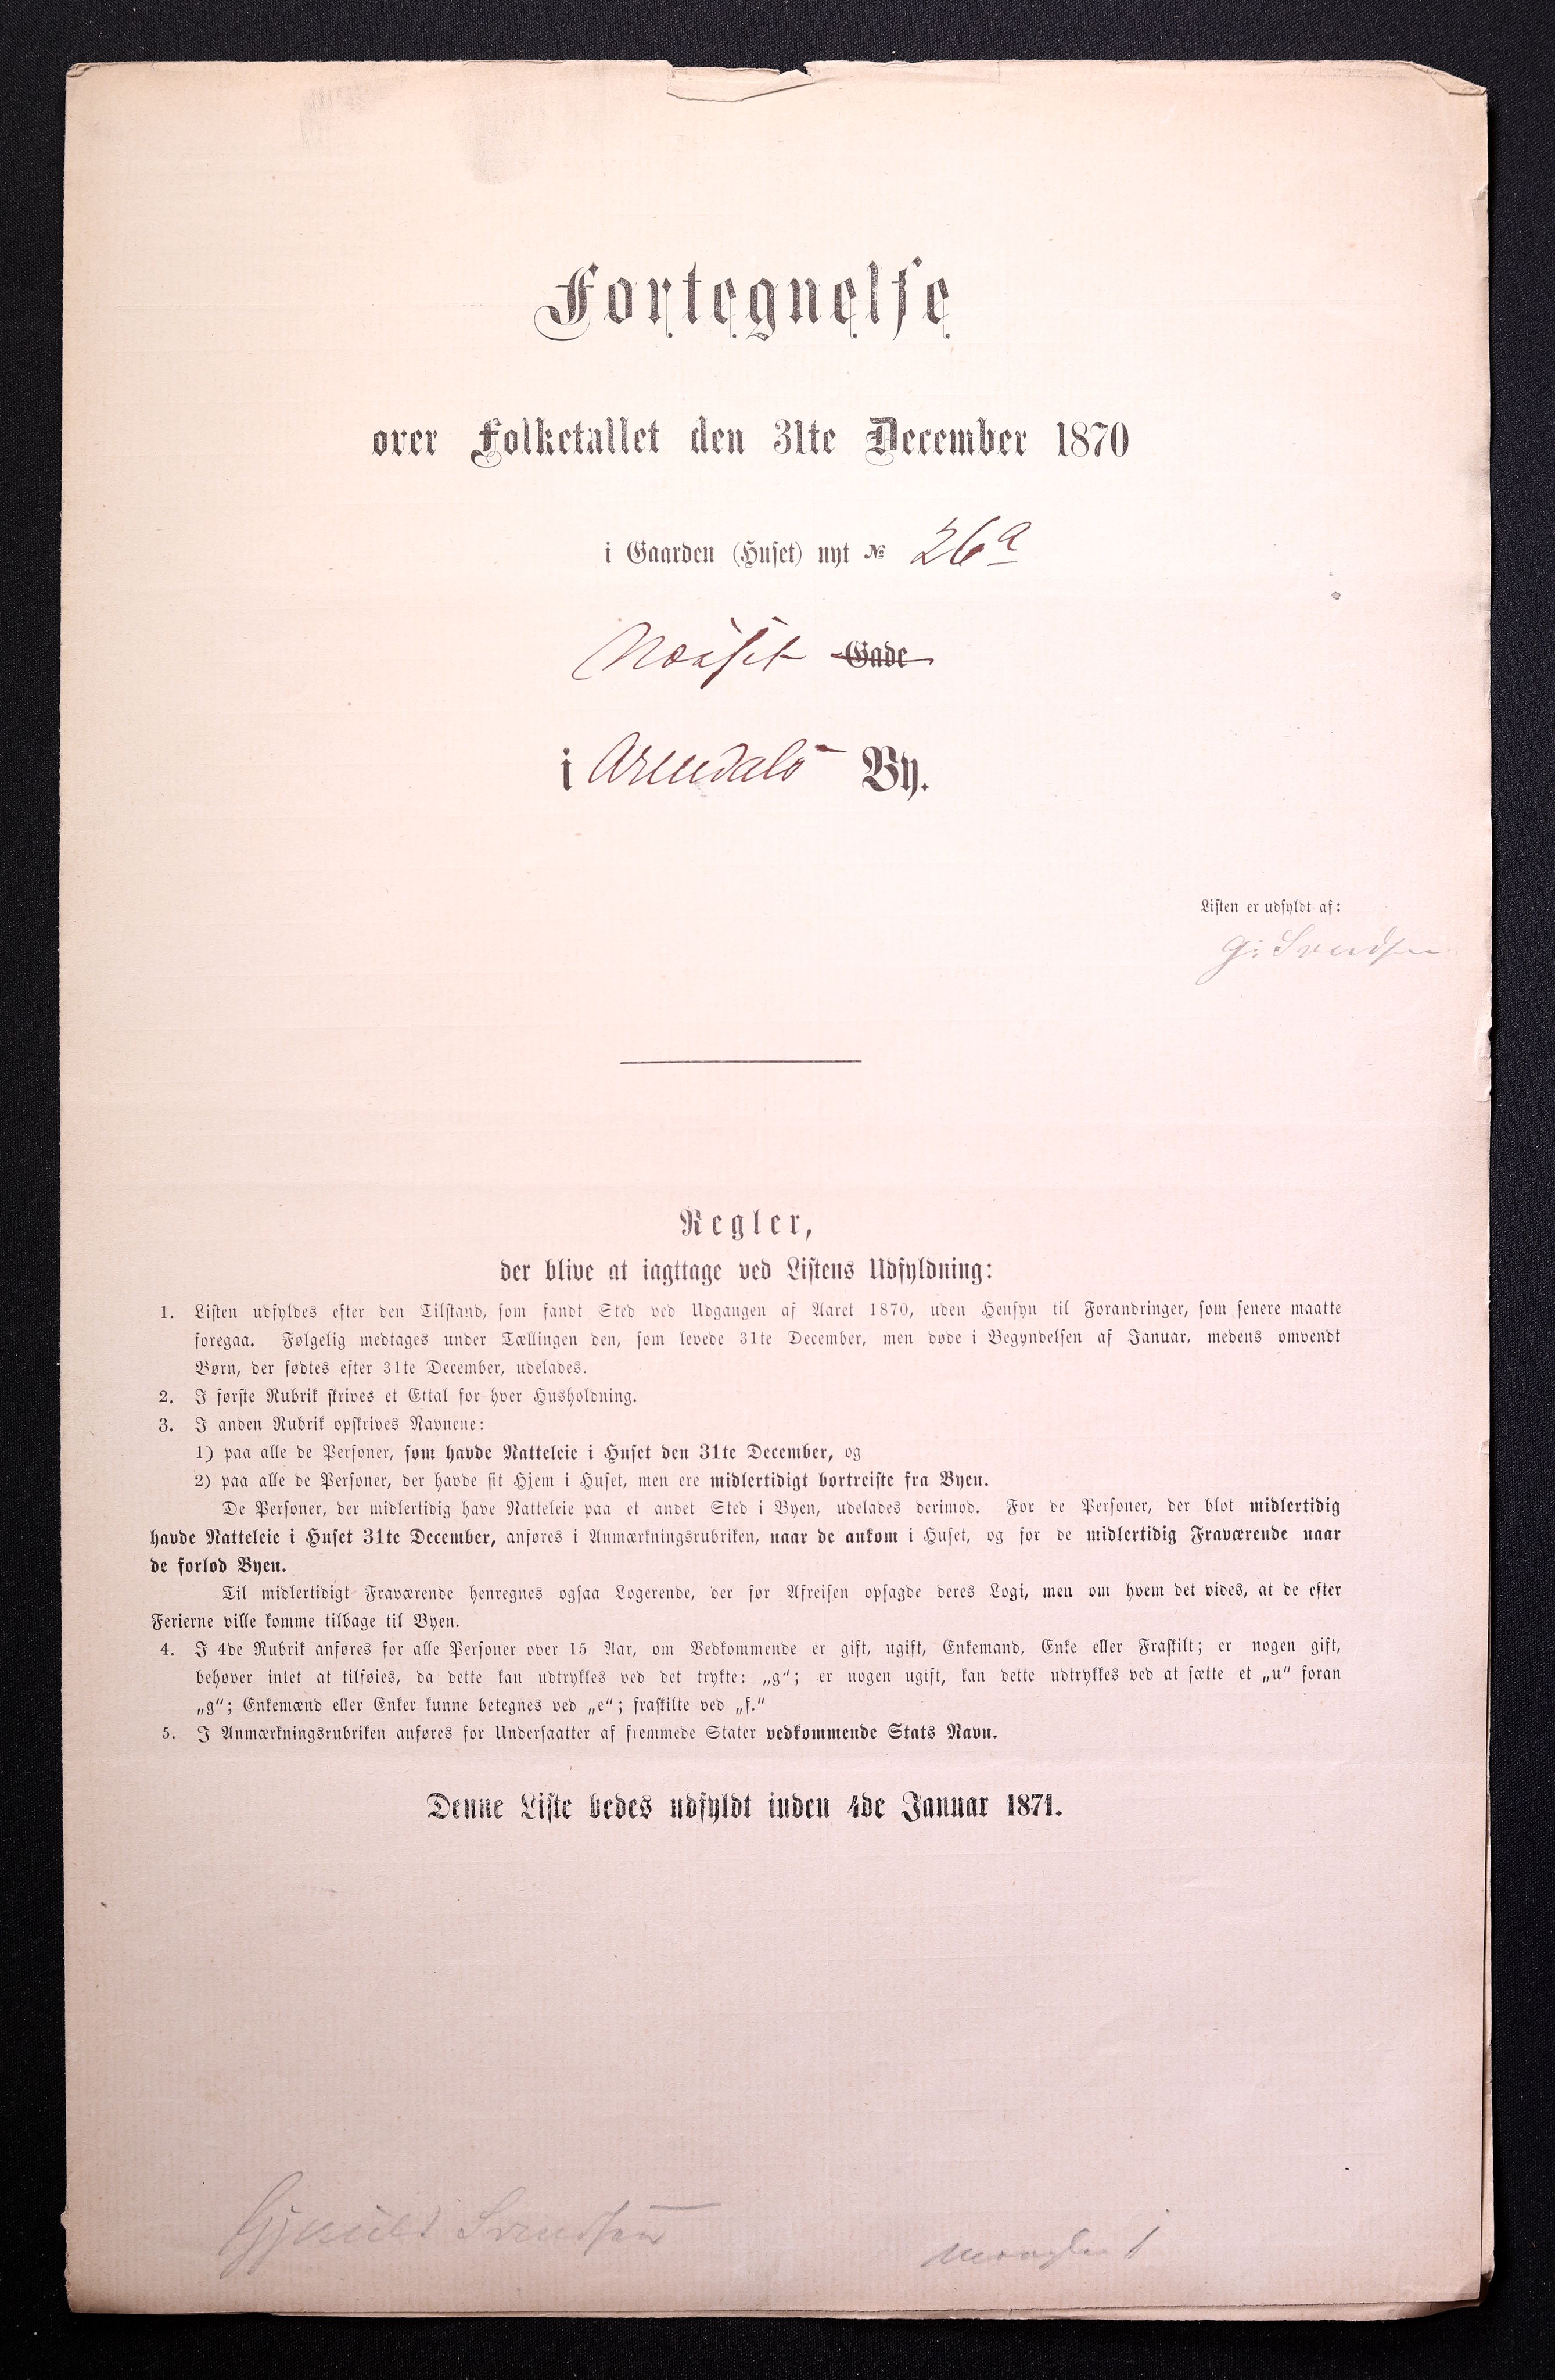 Fortegnelse
over Folketallet den 31te December 1870
i Gaarden (Huset) nyt № 26a
Gade
i Arendals By.
Listen er udfyldt af:
G. Svendsen
Regler,
der blive at iagttage ved Listens Udfyldning:
1. Listen udfyldes efter den Tilstand, som fandt Sted ved Udgangen af Aaret 1870, uden Hensyn til Forandringer, som senere maatte
foregaa. Følgelig medtages under Tællingen den, som levede 31te December, men døde i Begyndelsen af Januar, medens omvendt
Børn, der fødtes efter 31te December, udelades.
2. I første Rubrik skrives et Ettal for hver Husholdning.
3. I anden Rubrik opskrives Navnene:
1) paa alle de Personer, som havde Natteleie i Huset den 31te December, og
2) paa alle de Personer, der havde sit Hjem i Huset, men ere midlertidigt bortreiste fra Byen.
De Personer, der midlertidig have Natteleie paa et andet Sted i Byen, udelades derimod. For de Personer, der blot midlertidig
havde Natteleie i Huset 31te December, anføres i Anmærkningsrubriken, naar de ankom i Huset, og for de midlertidig Fraværende naar
de forlod Byen.
Til midlertidigt Fraværende henregnes ogsaa Logerende, der før Afreisen opsagde deres Logi, men om hvem det vides, at de efter
Ferierne ville komme tilbage til Byen.
4. I 4de Rubrik anføres for alle Personer over 15 Aar, om Vedkommende er gift, ugift, Enkemand, Enke eller Fraskilt; er nogen gift,
behøver intet at tilføies, da dette kan udtrykkes ved det trykte: „g“; er nogen ugift, kan dette udtrykkes ved at sætte et „u“ foran
„g“; Enkemænd eller Enker kunne betegnes ved „e“; fraskilte ved „f.“
5. I Anmærkningsrubriken anføres for Undersaatter af fremmede Stater vedkommende Stats Navn.
Denne Liste bedes udfyldt inden 4de Januar 1871.
Svendsen